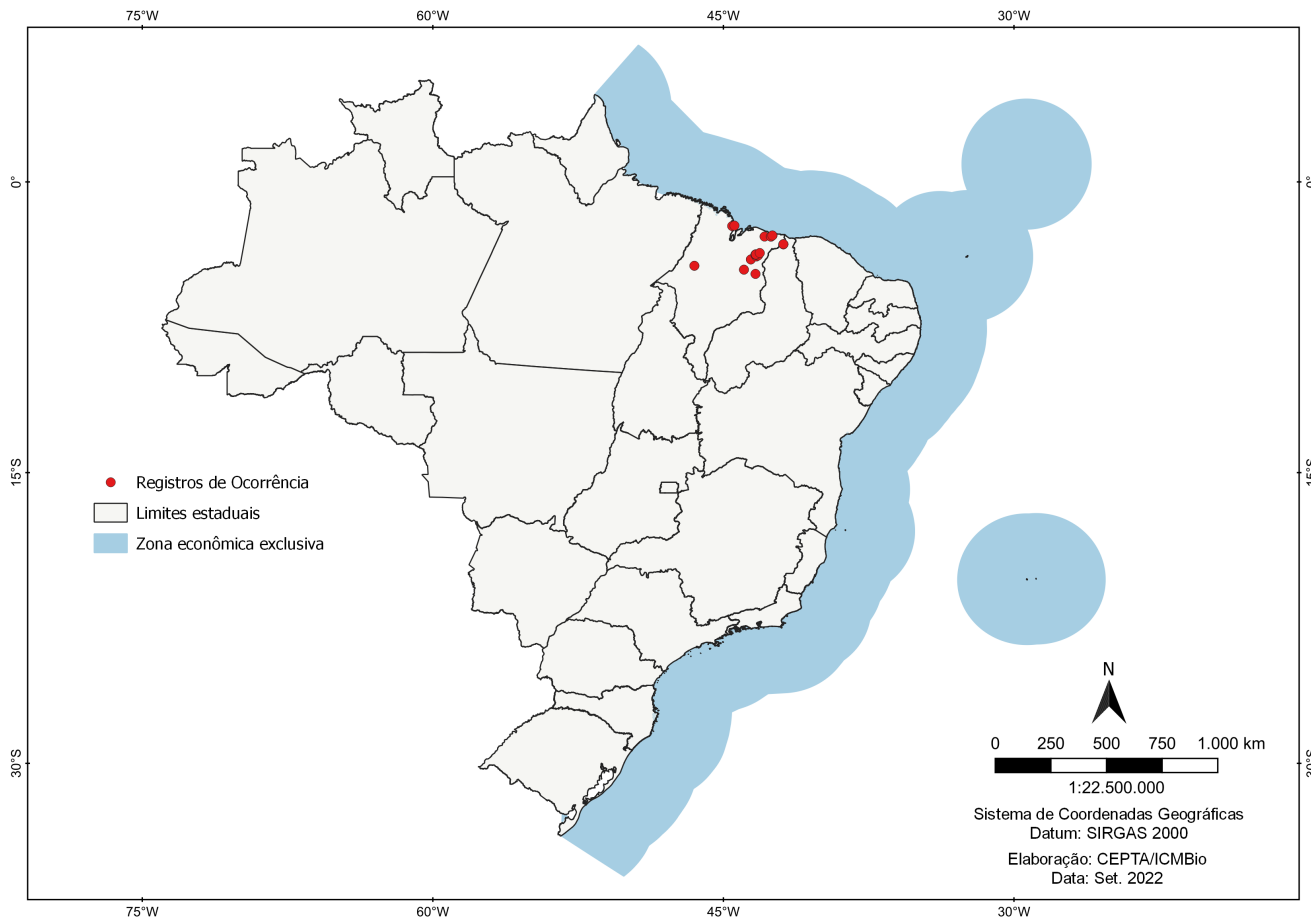 75°W 60°W 45°W 30°W
0° 0°
15°S 15°S
Registros de Ocorrência
Limites estaduais
Zona econômica exclusiva
N
0 250 500 750 1.000 km
30°S 30°S
1:22.500.000
Sistema de Coordenadas Geográficas
Datum: SIRGAS 2000
Elaboração: CEPTA/ICMBio
Data: Set. 2022
75°W 60°W 45°W 30°W